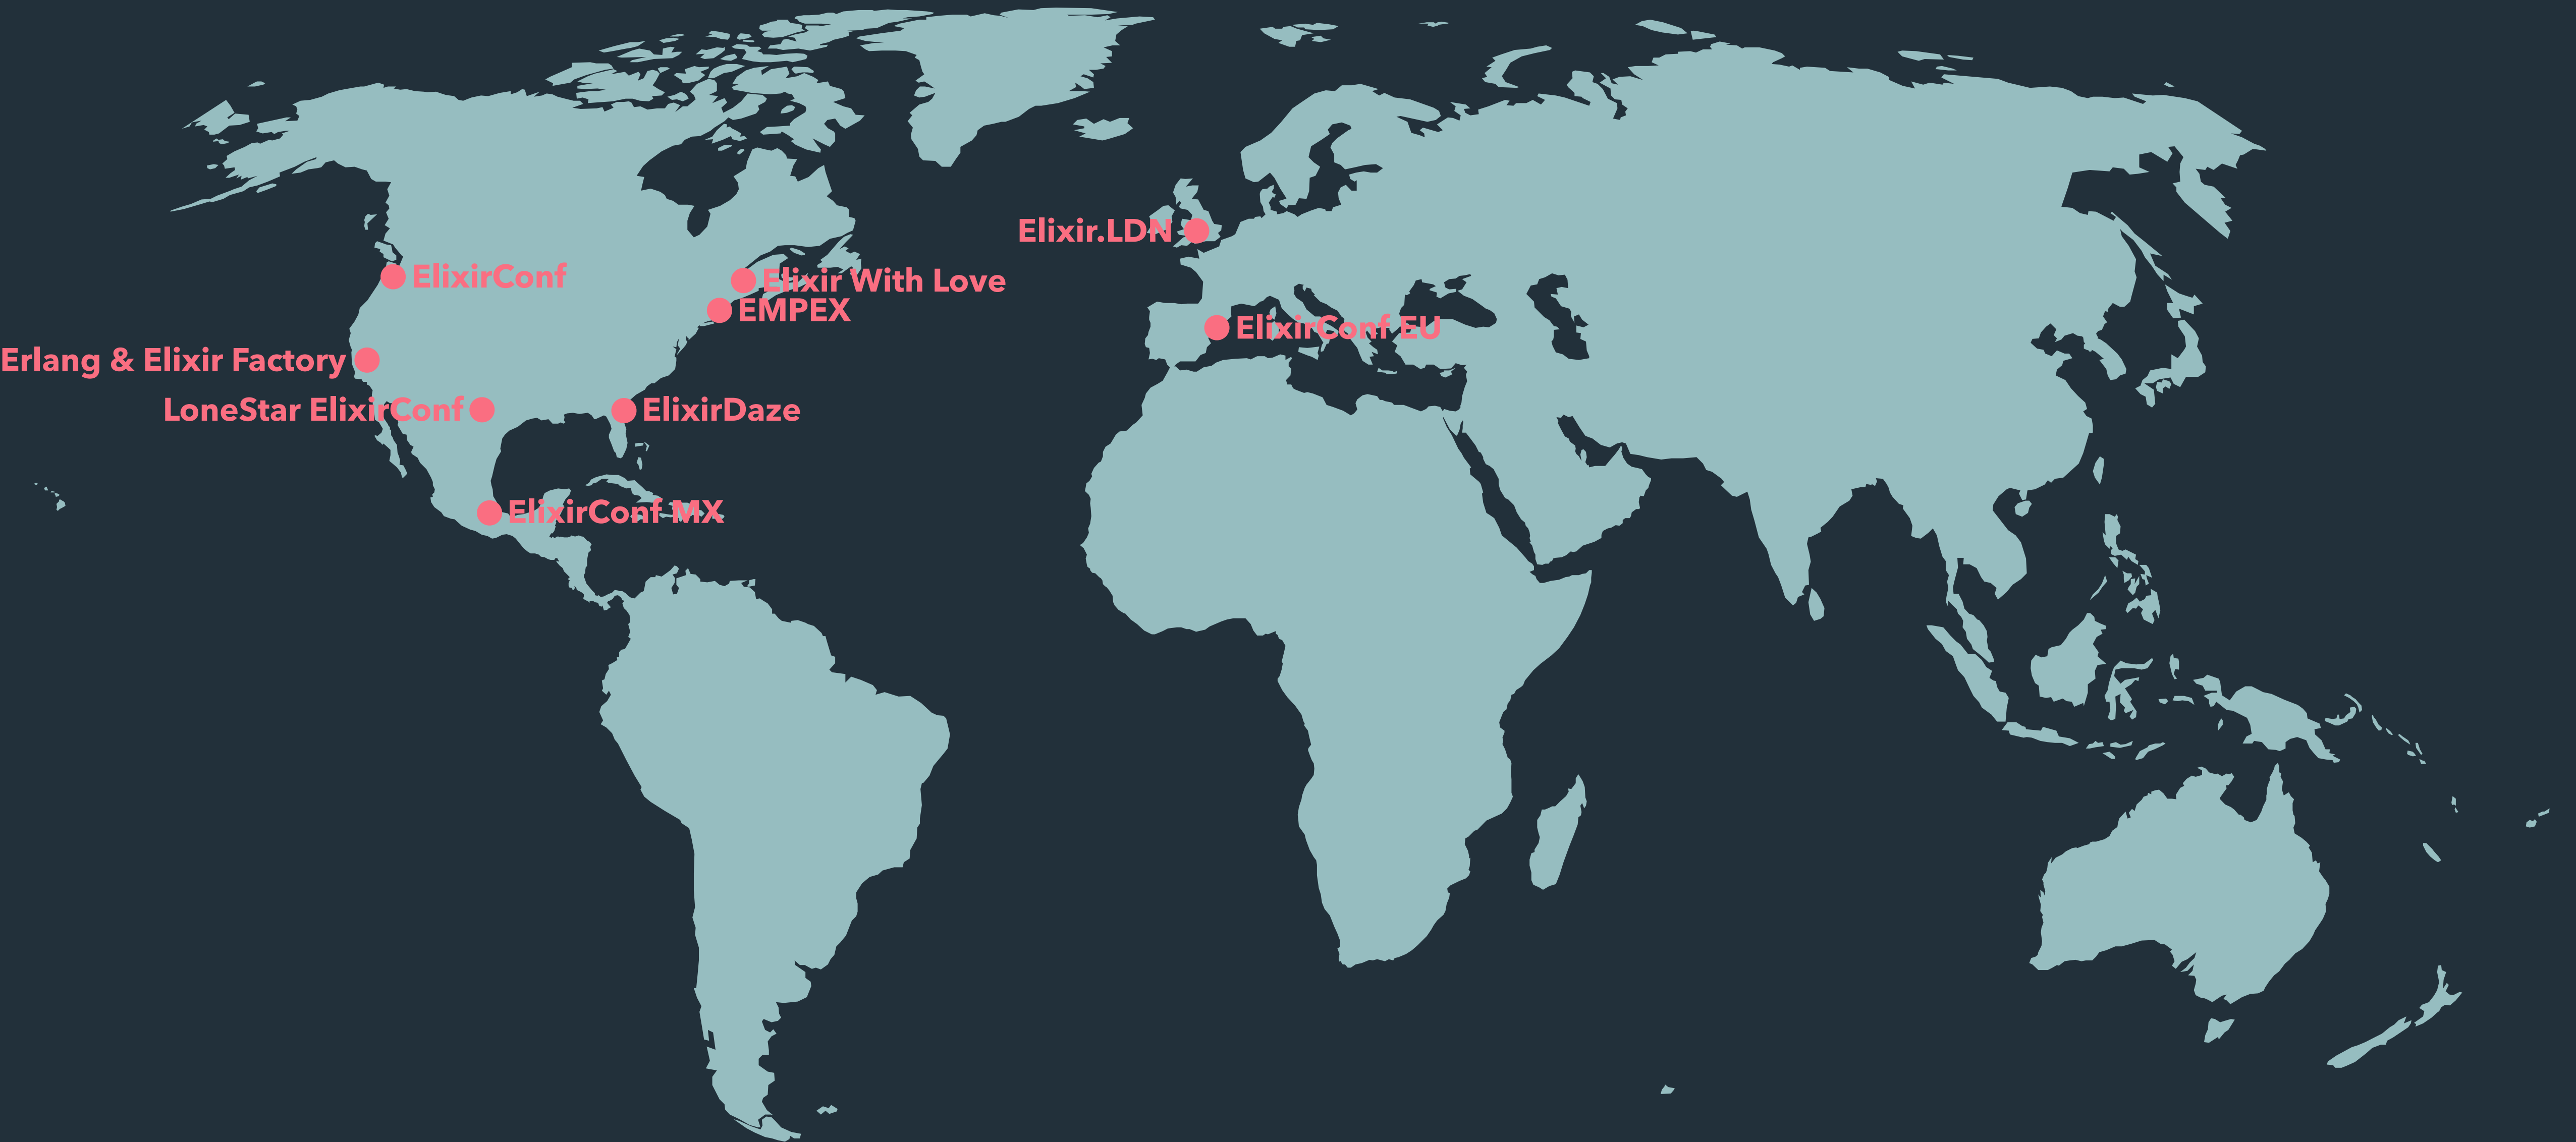 Elixir.LDN
ElixirConf
Elixir With Love
EMPEX
ElixirConf EU
Erlang & Elixir Factory
LoneStar ElixirConf
ElixirDaze
ElixirConf MX